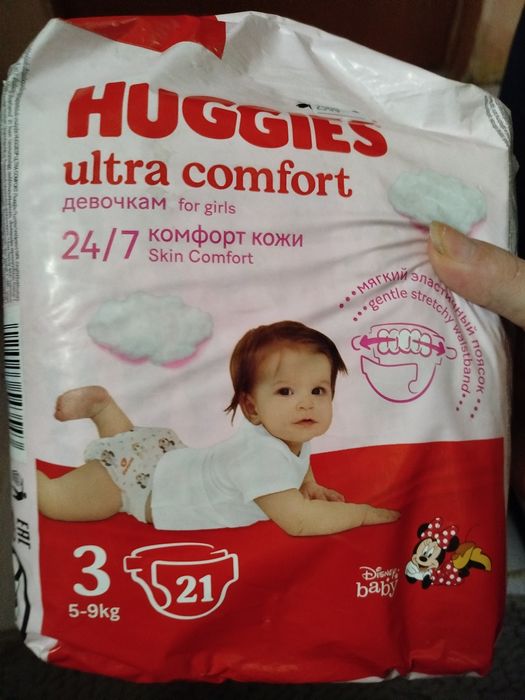 HUGGIES
ultra comfort
девочкам for girls
24/7 комфорт кожи
Skin Comfort
...мягкий эластичный поясок
...gentle stretchy waistband...
3
5-9kg
21
Disney
baby
EAC